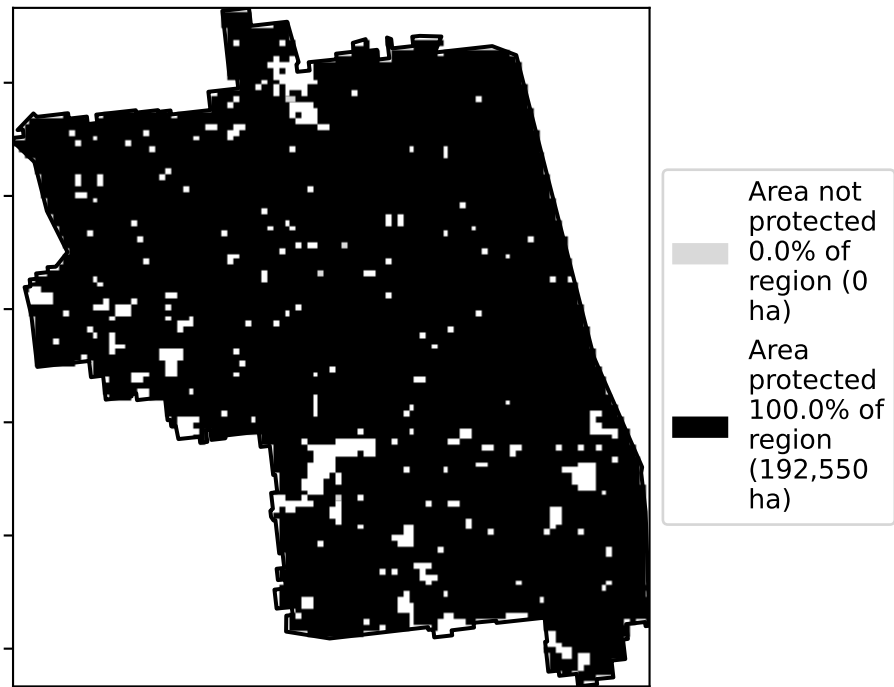 Area not
protected
0.0% of
region (0
ha)
Area
protected
100.0% of
region
(192,550
ha)